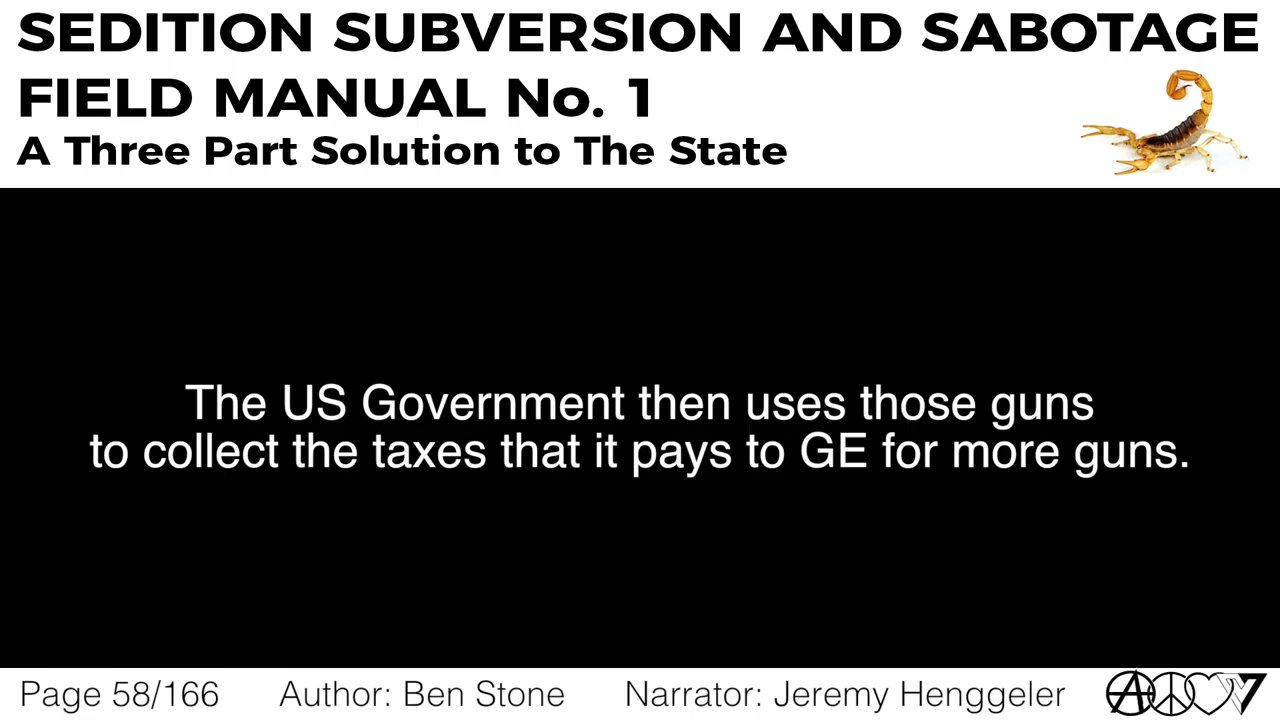 SEDITION SUBVERSION AND SABOTAGE
FIELD MANUAL No. 1
A Three Part Solution to The State
The US Government then uses those guns
to collect the taxes that it pays to GE for more guns.
Page 58/166 Author: Ben Stone Narrator: Jeremy Henggeler